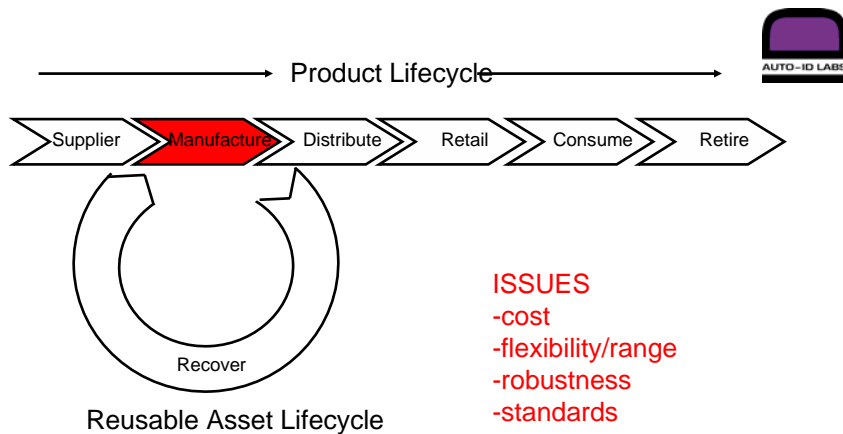 Product Lifecycle
AUTO-ID LABS
Supplier
Manufacture
Distribute
Retail
Consume
Retire
Recover
Reusable Asset Lifecycle
ISSUES
-cost
-flexibility/range
-robustness
-standards